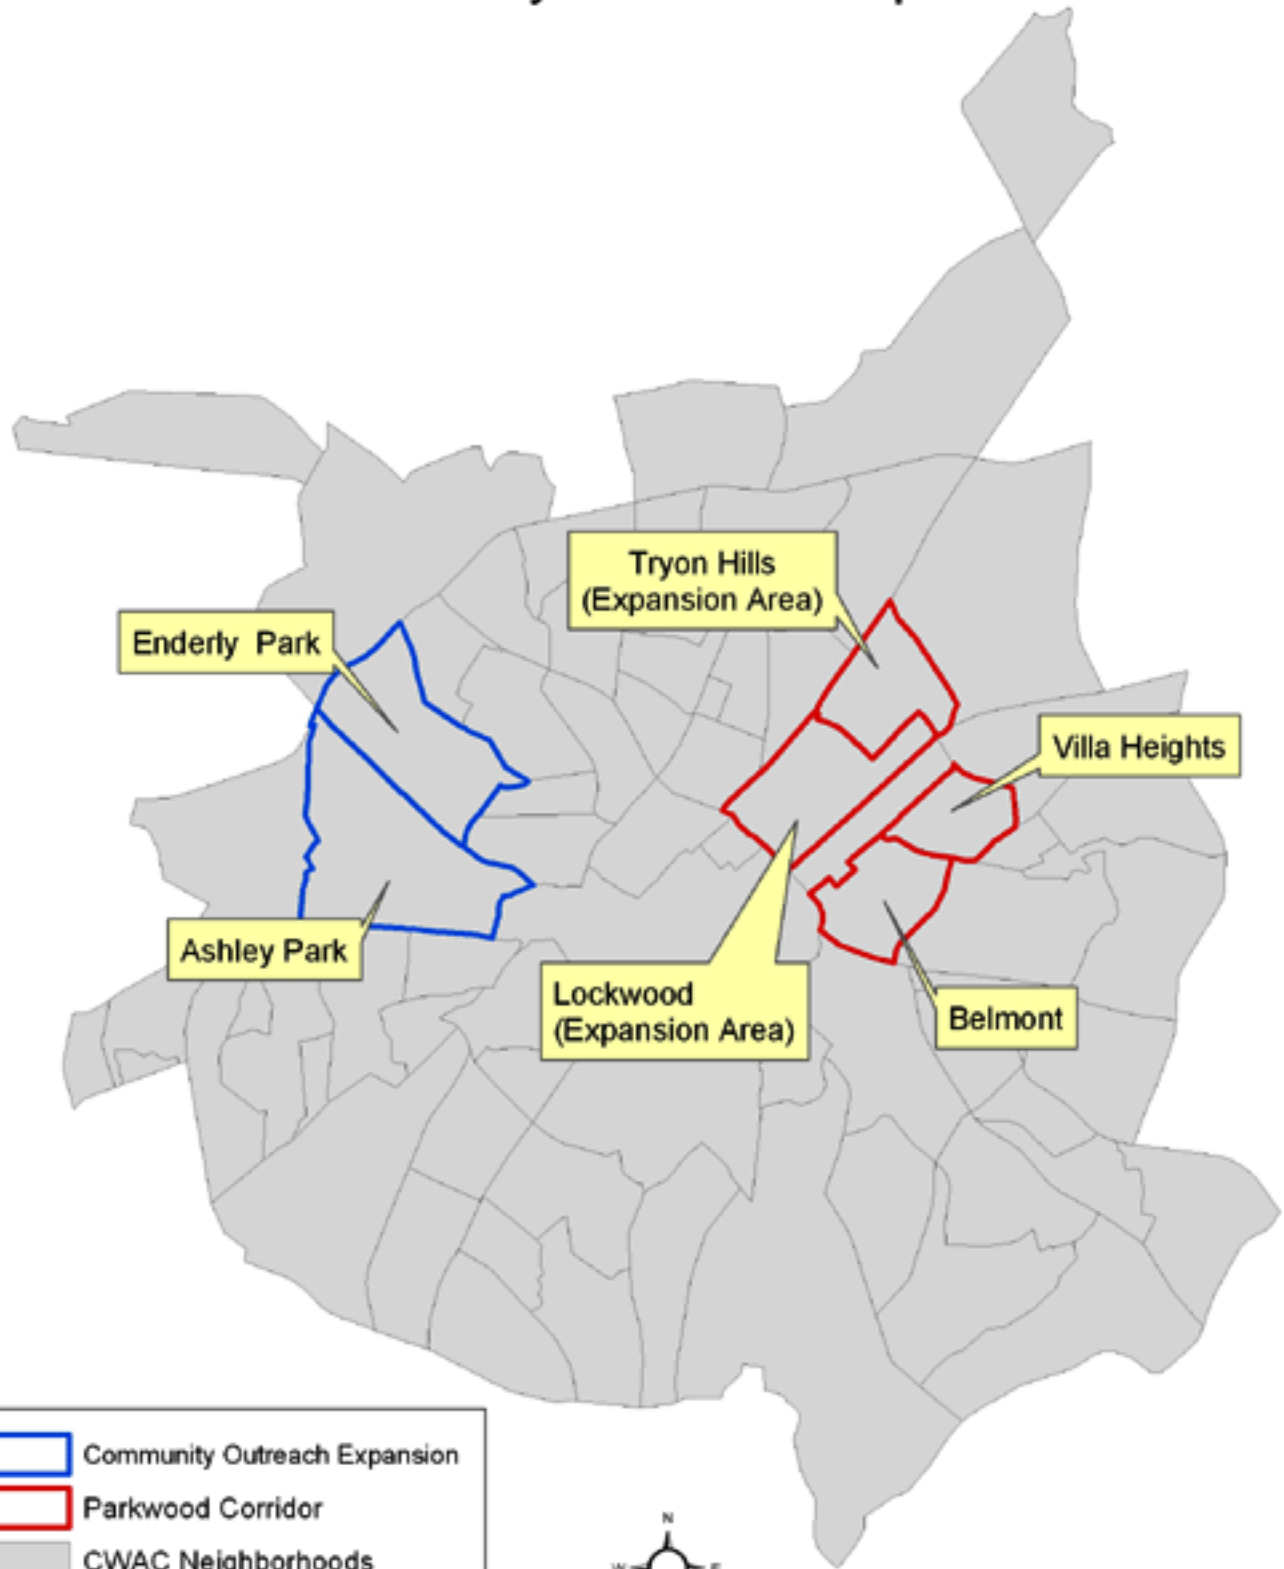 Tryon Hills
(Expansion Area)
Enderly Park
Villa Heights
Ashley Park
Lockwood
(Expansion Area)
Belmont
Community Outreach Expansion
Parkwood Corridor
CWAC Neighborhoods
N
W E